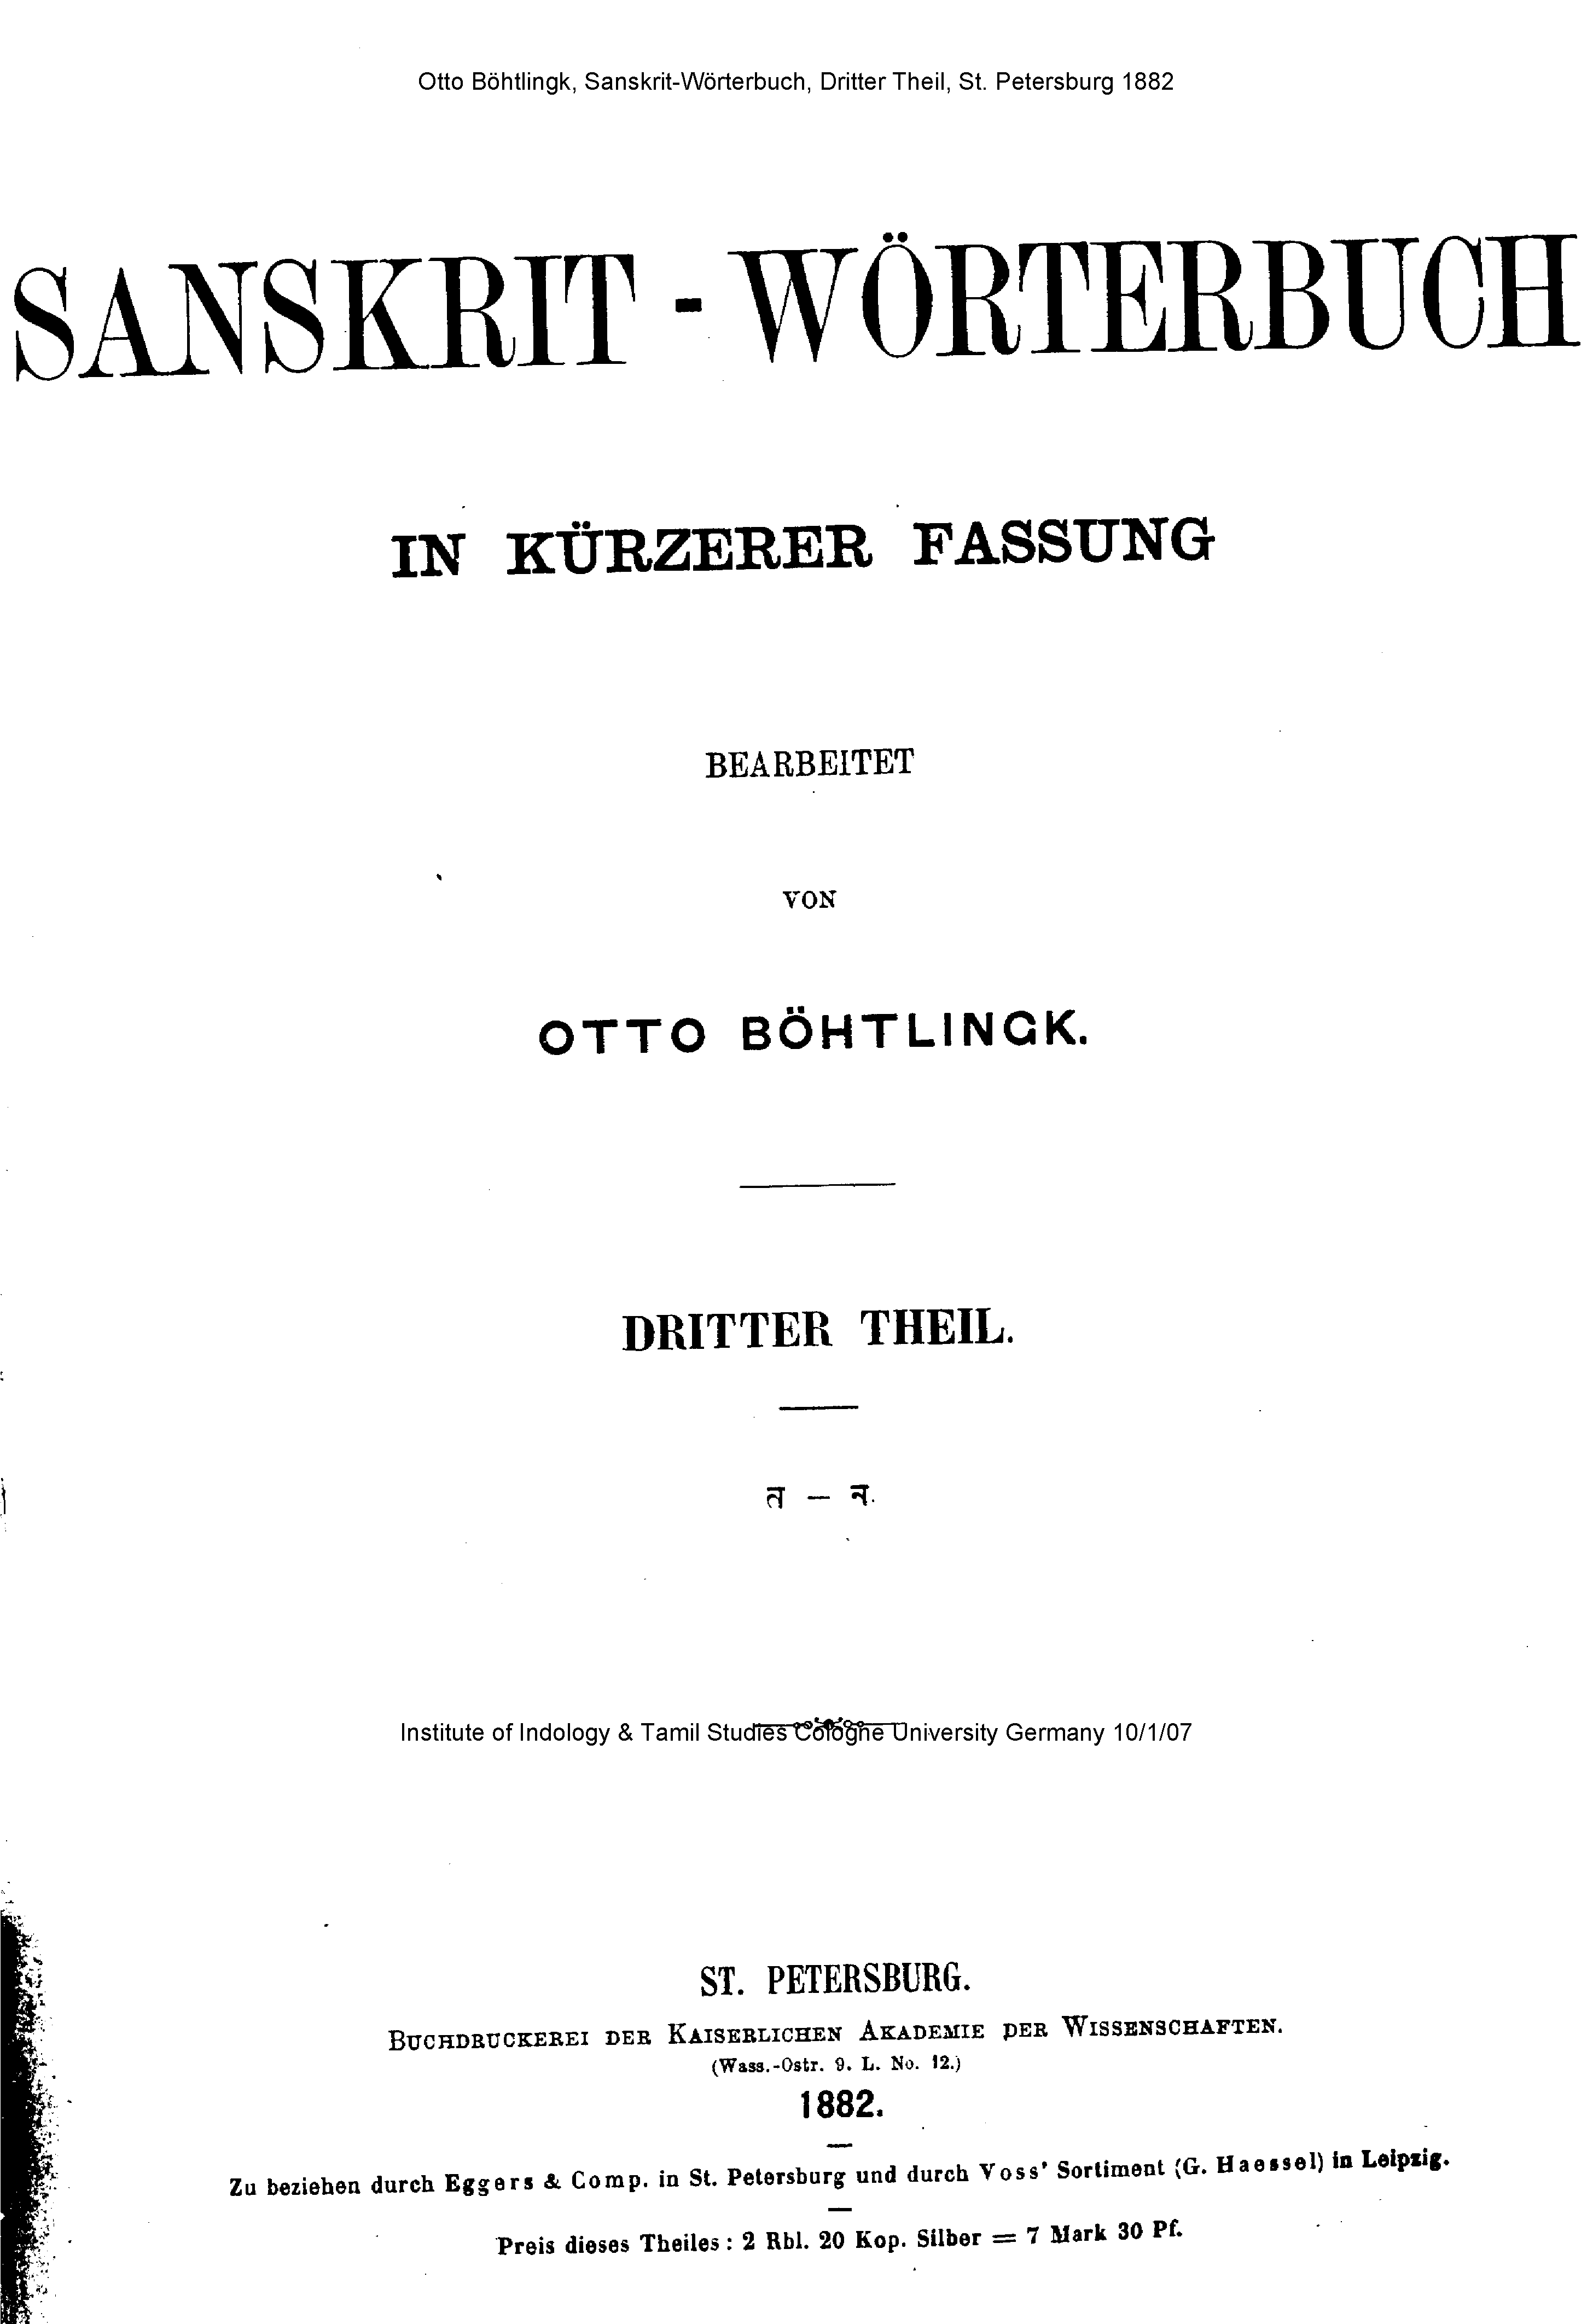 Otto Böhtlingk, Sanskrit-Wörterbuch, Dritter Theil, St. Petersburg 1882
SANSKRIT - WÖRTERBUCH
IN KÜRZERER FASSUNG
BEARBEITET
VON
OTTO BÖHTLINGK.
DRITTER THEIL.
त — न.
Institute of Indology & Tamil Studies Cologne University Germany 10/1/07
ST. PETERSBURG.
BUCHDRUCKEREI DER KAISERLICHEN AKADEMIE DER WISSENSCHAFTEN.
(Wass.-Ostr. 9. L. No. 12.)
1882.
Zu beziehen durch Eggers & Comp. in St. Petersburg und durch Voss' Sortiment (G. Haessel) in Leipzig.
Preis dieses Theiles : 2 Rbl. 20 Kop. Silber = 7 Mark 30 Pf.